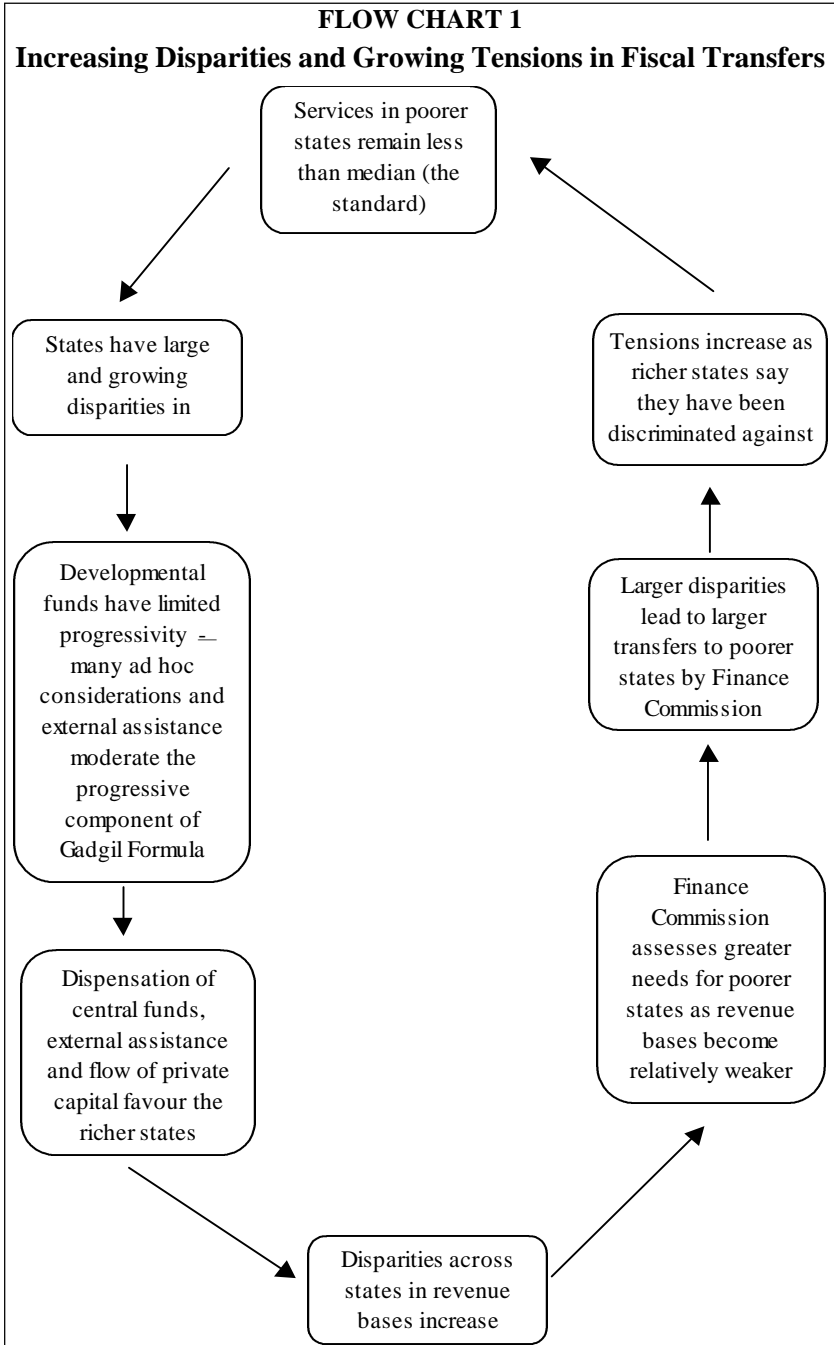 FLOW CHART 1
Increasing Disparities and Growing Tensions in Fiscal Transfers
Services in poorer
states remain less
than median (the
standard)
States have large
and growing
disparities in
Developmental
funds have limited
progressivity -
many ad hoc
considerations and
external assistance
moderate the
progressive
component of
Gadgil Formula
Dispensation of
central funds,
external assistance
and flow of private
capital favour the
richer states
Disparities across
states in revenue
bases increase
Finance
Commission
assesses greater
needs for poorer
states as revenue
bases become
relatively weaker
Larger disparities
lead to larger
transfers to poorer
states by Finance
Commission
Tensions increase as
richer states say
they have been
discriminated against